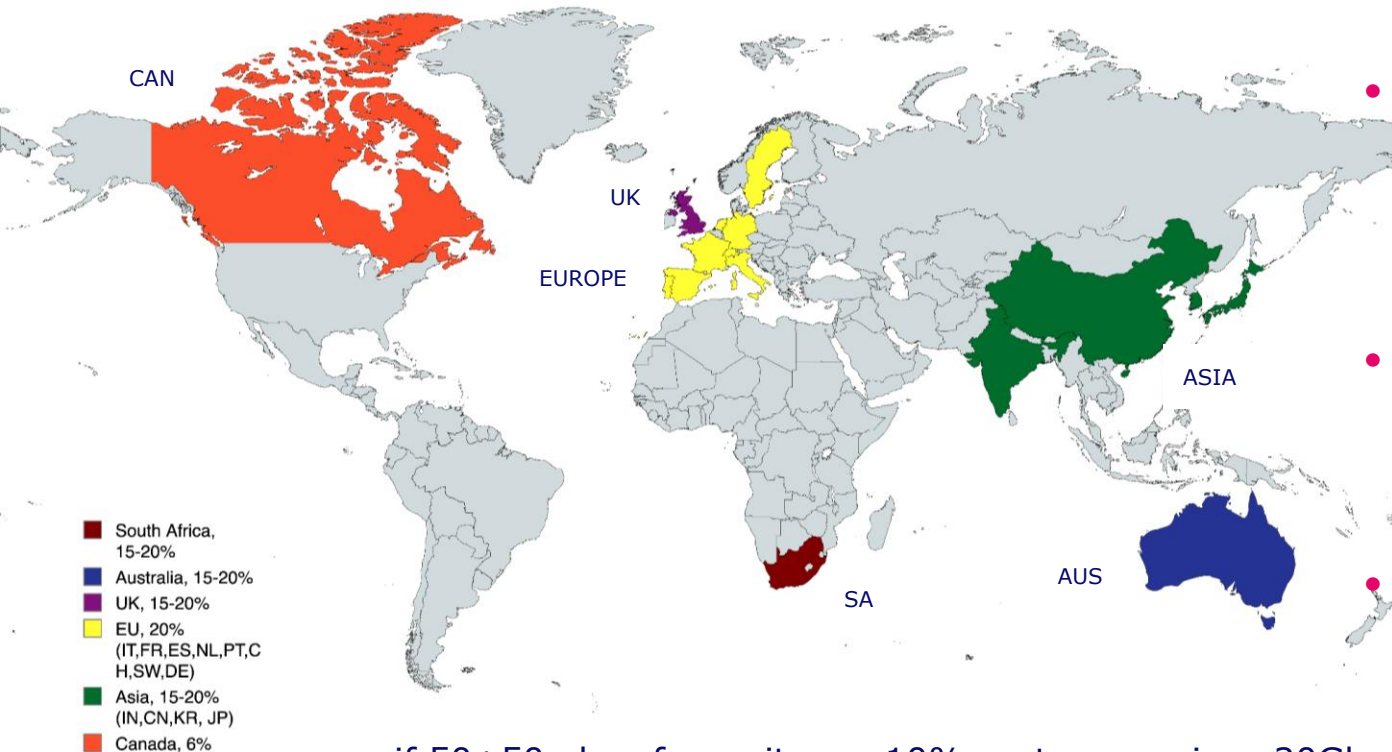 CAN
UK
EUROPE
ASIA
AUS
SA
South Africa,
15-20%
Australia, 15-20%
UK, 15-20%
EU, 20%
(IT,FR,ES,NL,PT,C
H,SW,DE)
Asia, 15-20%
(IN,CN,KR, JP)
Canada, 6%